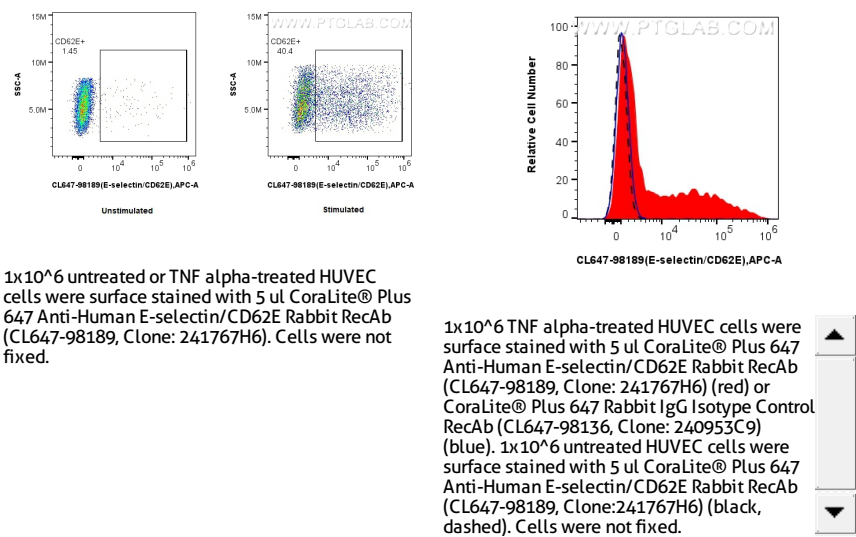 15M
CD62E+
1.45
10M
SSC-A
5.0M
0 10^4 10^5 10^6
CL647-98189(E-selectin/CD62E),APC-A
Unstimulated
WWW.PTGLAB.COM
15M
CD62E+
40.4
10M
SSC-A
5.0M
0 10^4 10^5 10^6
CL647-98189(E-selectin/CD62E),APC-A
Stimulated
1x10^6 untreated or TNF alpha-treated HUVEC
cells were surface stained with 5 ul CoraLite® Plus
647 Anti-Human E-selectin/CD62E Rabbit RecAb
(CL647-98189, Clone: 241767H6). Cells were not
fixed.
WWW.PTGLAB.COM
100
80
60
40
20
0
Relative Cell Number
0 10^4 10^5 10^6
CL647-98189(E-selectin/CD62E),APC-A
1x10^6 TNF alpha-treated HUVEC cells were
surface stained with 5 ul CoraLite® Plus 647
Anti-Human E-selectin/CD62E Rabbit RecAb
(CL647-98189, Clone: 241767H6) (red) or
CoraLite® Plus 647 Rabbit IgG Isotype Control
RecAb (CL647-98136, Clone: 240953C9)
(blue). 1x10^6 untreated HUVEC cells were
surface stained with 5 ul CoraLite® Plus 647
Anti-Human E-selectin/CD62E Rabbit RecAb
(CL647-98189, Clone:241767H6) (black,
dashed). Cells were not fixed.